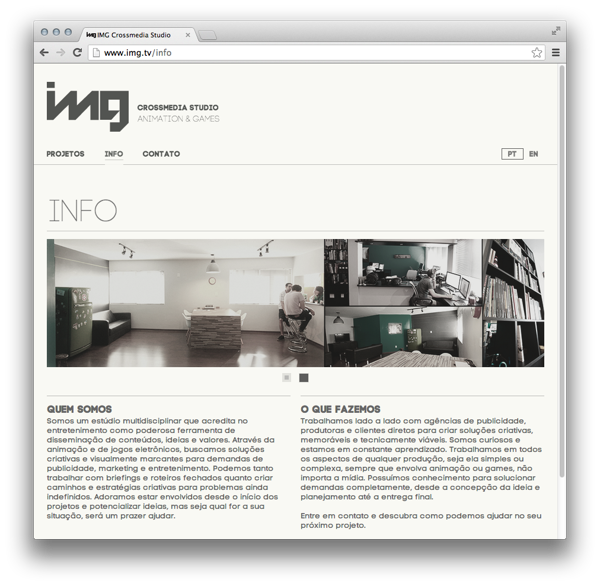 IMG Crossmedia Studio
www.img.tv/info
img
CROSSMEDIA STUDIO
ANIMATION & GAMES
PROJETOS INFO CONTATO PT EN
INFO
QUEM SOMOS
Somos um estúdio multidisciplinar que acredita no
entretenimento como poderosa ferramenta de
disseminação de conteúdos, ideias e valores. Através da
animação e de jogos eletrônicos, buscamos soluções
criativas e visualmente marcantes para demandas de
publicidade, marketing e entretenimento. Podemos tanto
trabalhar com briefings e roteiros fechados quanto criar
caminhos e estratégias criativas para problemas ainda
indefinidos. Adoramos estar envolvidos desde o início dos
projetos e potencializar ideias, mas seja qual for a sua
situação, será um prazer ajudar.
O QUE FAZEMOS
Trabalhamos lado a lado com agências de publicidade,
produtoras e clientes diretos para criar soluções criativas,
memoráveis e tecnicamente viáveis. Somos curiosos e
estamos em constante aprendizado. Trabalhamos em todos
os aspectos de qualquer produção, seja ela simples ou
complexa, sempre que envolva animação ou games, não
importa a mídia. Possuímos conhecimento para solucionar
demandas completamente, desde a concepção da ideia e
planejamento até a entrega final.
Entre em contato e descubra como podemos ajudar no seu
próximo projeto.